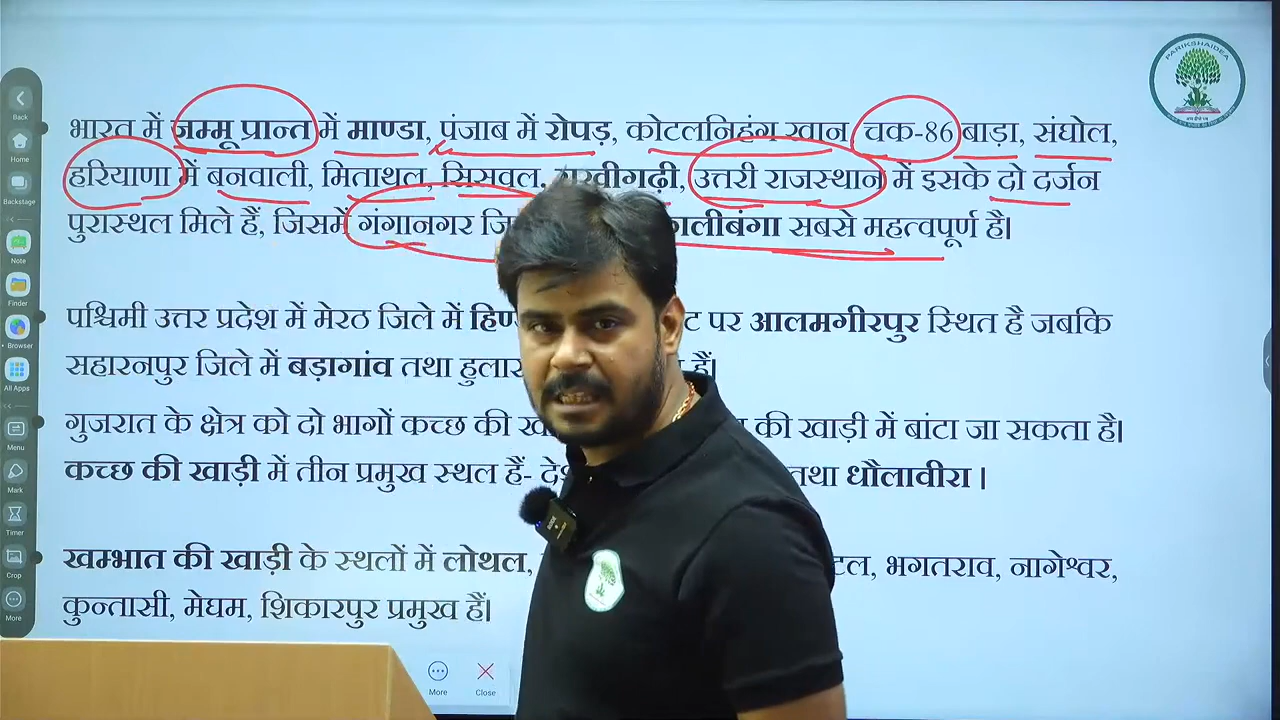 PARIKSHAIDEA
भारत में जम्मू प्रान्त में माण्डा, पंजाब में रोपड़, कोटलनिहंग खान, चक-86 बाड़ा, संघोल,
हरियाणा में बनवाली, मिताथल, सिसवल, राखीगढ़ी, उत्तरी राजस्थान में इसके दो दर्जन
पुरास्थल मिले हैं, जिसमें गंगानगर सबसे महत्वपूर्ण है।
पश्चिमी उत्तर प्रदेश में मेरठ जिले में पर आलमगीरपुर स्थित है जबकि
सहारनपुर जिले में बड़ागांव तथा हैं।
गुजरात के क्षेत्र को दो भागों कच्छ की की खाड़ी में बांटा जा सकता है।
कच्छ की खाड़ी में तीन प्रमुख स्थल हैं- तथा धौलावीरा ।
खम्भात की खाड़ी के स्थलों में लोथल, भगतराव, नागेश्वर,
कुन्तासी, मेघम, शिकारपुर प्रमुख हैं।
Back
Home
Backstage
Note
Finder
Browser
All Apps
Menu
Mark
Timer
Crop
More
More Close